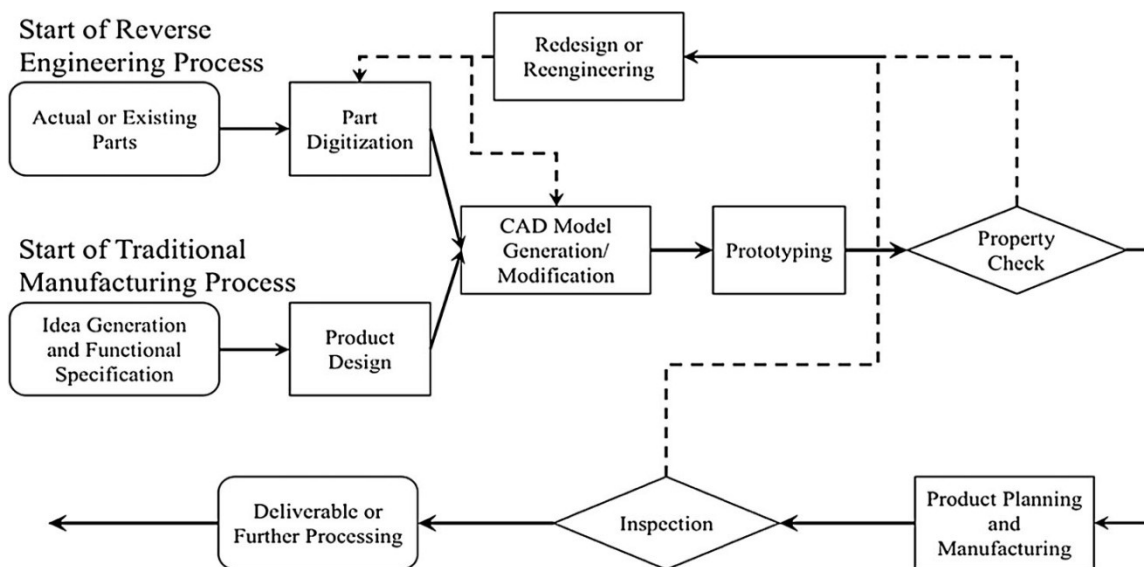 Start of Reverse
Engineering Process
Redesign or
Reengineering
Actual or Existing
Parts
Part
Digitization
CAD Model
Generation/
Modification
Prototyping
Property
Check
Start of Traditional
Manufacturing Process
Idea Generation
and Functional
Specification
Product
Design
Deliverable or
Further Processing
Inspection
Product Planning
and
Manufacturing